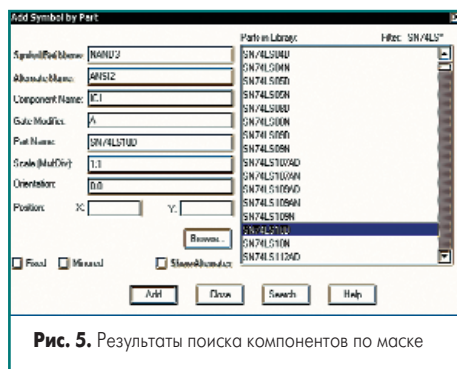 Add Symbol by Part
Parts in Library: Filter: SN74LS*
Symbol/Pad Name: NAND3
Alternate Name: ANSI2
Component Name: IC1
Gate Modifier: A
Part Name: SN74LS10D
Scale (Mult:Div): 1:1
Orientation: 0.0
Position: X: Y:
Browse...
Fixed Mirrored Show Alternates
SN74LS04D
SN74LS04N
SN74LS05D
SN74LS05N
SN74LS08D
SN74LS08N
SN74LS09D
SN74LS09N
SN74LS107AD
SN74LS107AN
SN74LS109AD
SN74LS109AN
SN74LS109N
SN74LS10D
SN74LS10N
SN74LS112AD
Add Close Search Help
Рис. 5. Результаты поиска компонентов по маске